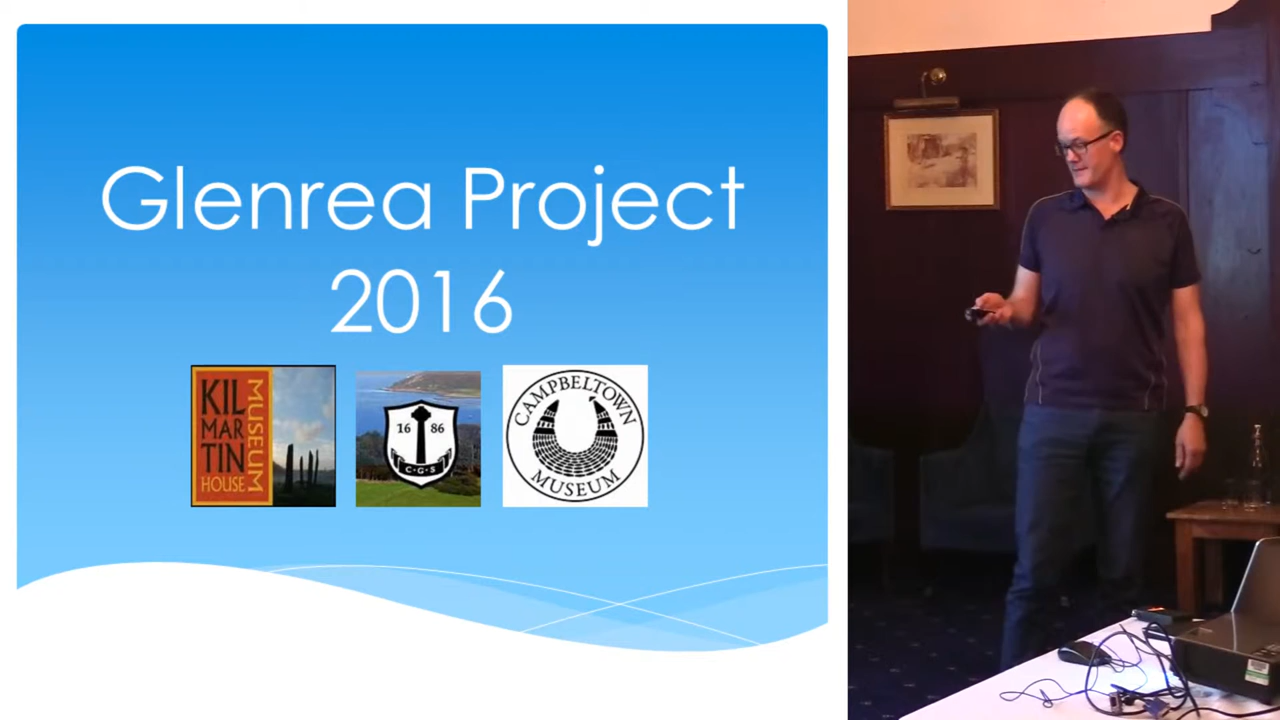 Glenrea Project
2016
KIL
MAR
TIN
HOUSE
MUSEUM
16 86
C·G·S
CAMPBELTOWN
MUSEUM